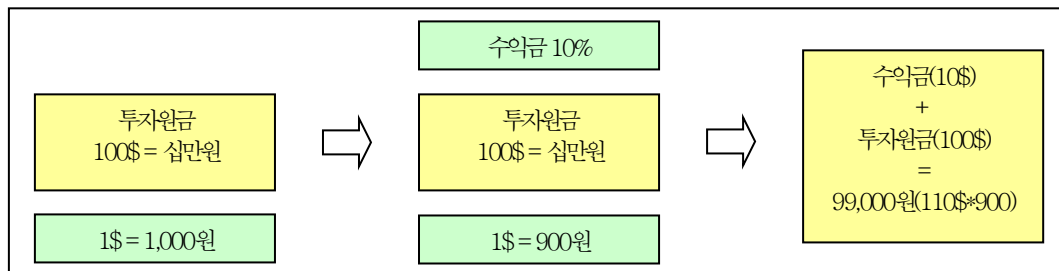 투자원금
100$ = 십만원
1$ = 1,000원
수익금 10%
투자원금
100$ = 십만원
1$ = 900원
수익금(10$)
+
투자원금(100$)
=
99,000원(110$*900)